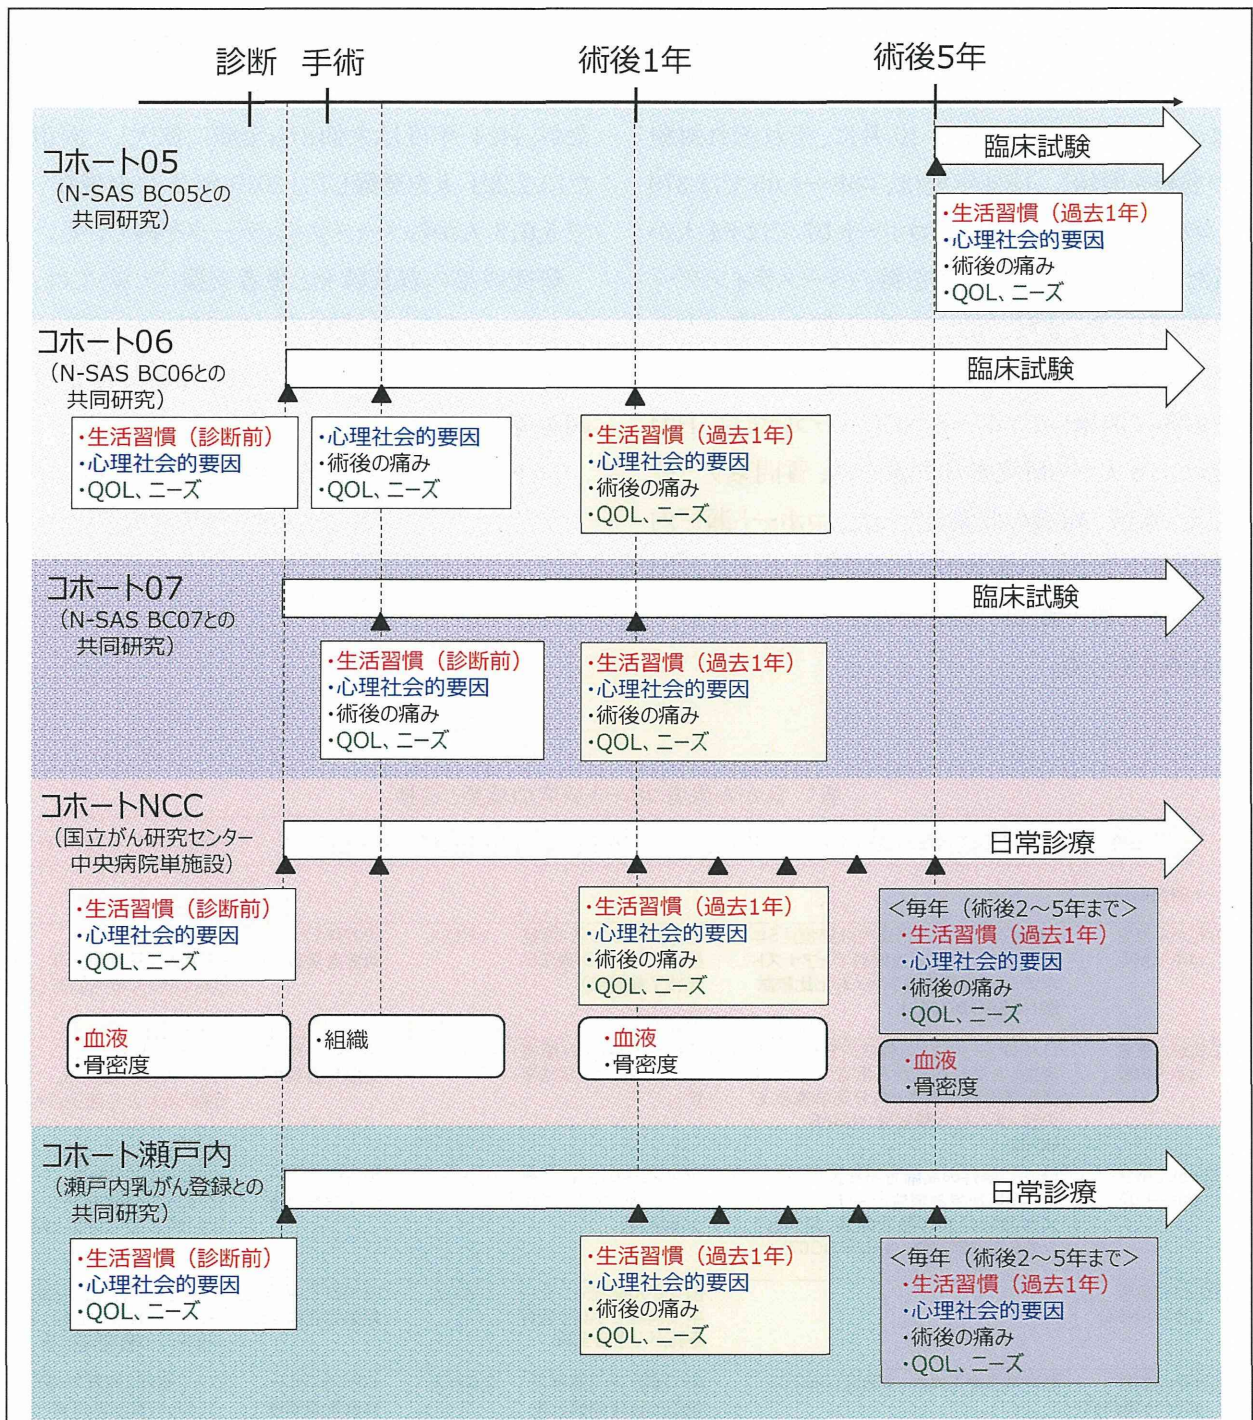 診断
手術
術後1年
術後5年
コホート05
（N-SAS BC05との
共同研究）
臨床試験
・生活習慣（過去1年）
・心理社会的要因
・術後の痛み
・QOL、ニーズ
コホート06
（N-SAS BC06との
共同研究）
臨床試験
・生活習慣（診断前）
・心理社会的要因
・QOL、ニーズ
・心理社会的要因
・術後の痛み
・QOL、ニーズ
・生活習慣（過去1年）
・心理社会的要因
・術後の痛み
・QOL、ニーズ
コホート07
（N-SAS BC07との
共同研究）
臨床試験
・生活習慣（診断前）
・心理社会的要因
・術後の痛み
・QOL、ニーズ
・生活習慣（過去1年）
・心理社会的要因
・術後の痛み
・QOL、ニーズ
コホートNCC
（国立がん研究センター
中央病院単施設）
日常診療
・生活習慣（診断前）
・心理社会的要因
・QOL、ニーズ
・生活習慣（過去1年）
・心理社会的要因
・術後の痛み
・QOL、ニーズ
＜毎年（術後2～5年まで＞
・生活習慣（過去1年）
・心理社会的要因
・術後の痛み
・QOL、ニーズ
・血液
・骨密度
・組織
・血液
・骨密度
・血液
・骨密度
コホート瀬戸内
（瀬戸内乳がん登録との
共同研究）
日常診療
・生活習慣（診断前）
・心理社会的要因
・QOL、ニーズ
・生活習慣（過去1年）
・心理社会的要因
・術後の痛み
・QOL、ニーズ
＜毎年（術後2～5年まで＞
・生活習慣（過去1年）
・心理社会的要因
・術後の痛み
・QOL、ニーズ